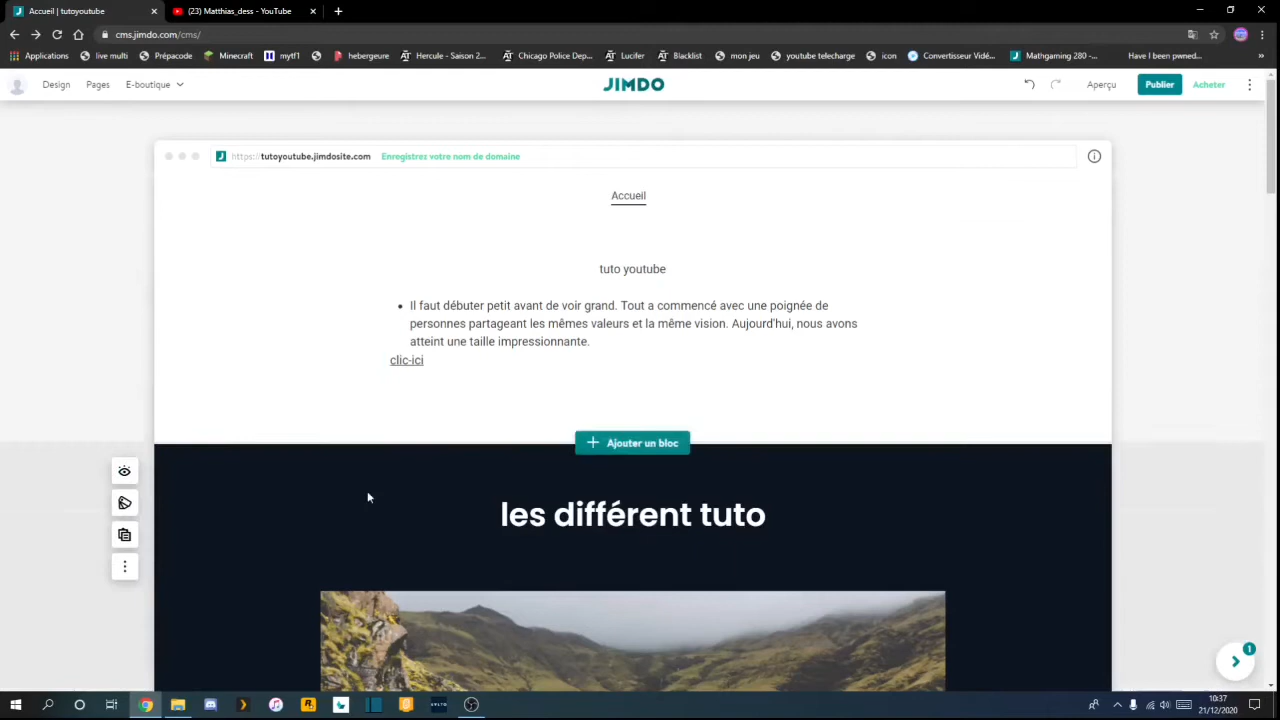 Accueil | tutoyoutube
(23) Matthias_dess - YouTube
cms.jimdo.com/cms/
Applications
live multi
Prépacode
Minecraft
mytf1
hebergeure
Hercule - Saison 2...
Chicago Police Dep...
Lucifer
Blacklist
mon jeu
youtube telecharge
icon
Convertisseur Vidéo...
Mathgaming 280 -...
Have I been pwned...
Design
Pages
E-boutique
JIMDO
Aperçu
Publier
Acheter
https://tutoyoutube.jimdosite.com
Enregistrez votre nom de domaine
Accueil
tuto youtube
Il faut débuter petit avant de voir grand. Tout a commencé avec une poignée de
personnes partageant les mêmes valeurs et la même vision. Aujourd'hui, nous avons
atteint une taille impressionnante.
clic-ici
Ajouter un bloc
les différent tuto
1
10:37
21/12/2020